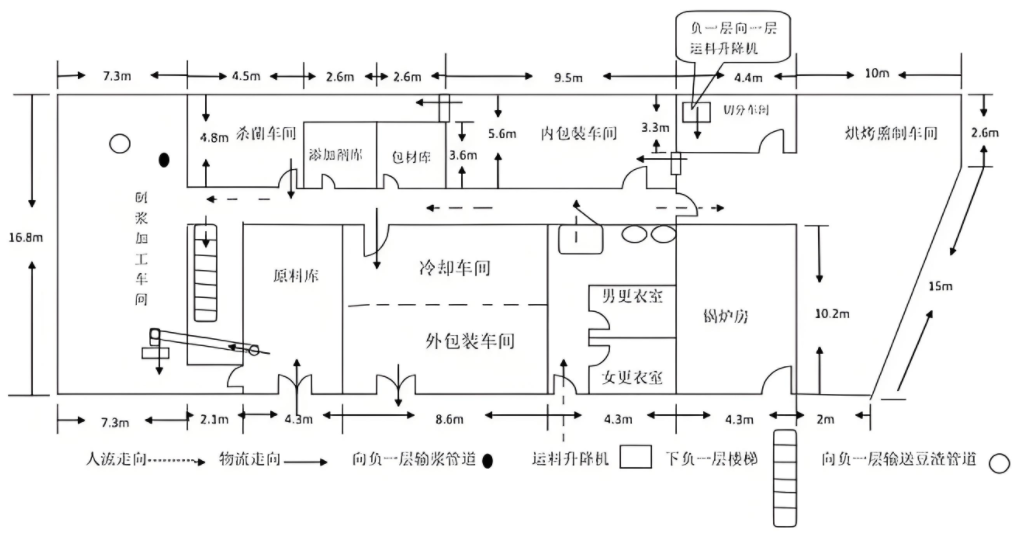 负一层向一层
运料升降机
7.3m
4.5m
2.6m
2.6m
9.5m
4.4m
10m
4.8m
杀菌车间
添加剂库
包材库
3.6m
5.6m
内包装车间
3.3m
切分车间
烘烤熏制车间
2.6m
制浆加工车间
16.8m
原料库
冷却车间
外包装车间
男更衣室
女更衣室
锅炉房
10.2m
15m
7.3m
2.1m
4.3m
8.6m
4.3m
4.3m
2m
人流走向
物流走向
向负一层输浆管道
运料升降机
下负一层楼梯
向负一层输送豆渣管道